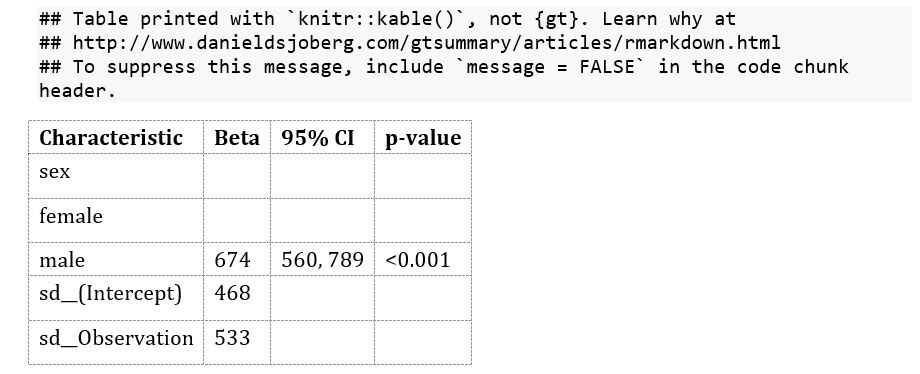 ## Table printed with `knitr::kable()`, not {gt}. Learn why at
## http://www.danieldsjoberg.com/gtsummary/articles/rmarkdown.html
## To suppress this message, include `message = FALSE` in the code chunk
header.
Characteristic Beta 95% CI p-value
sex
female
male 674 560, 789 <0.001
sd__(Intercept) 468
sd__Observation 533